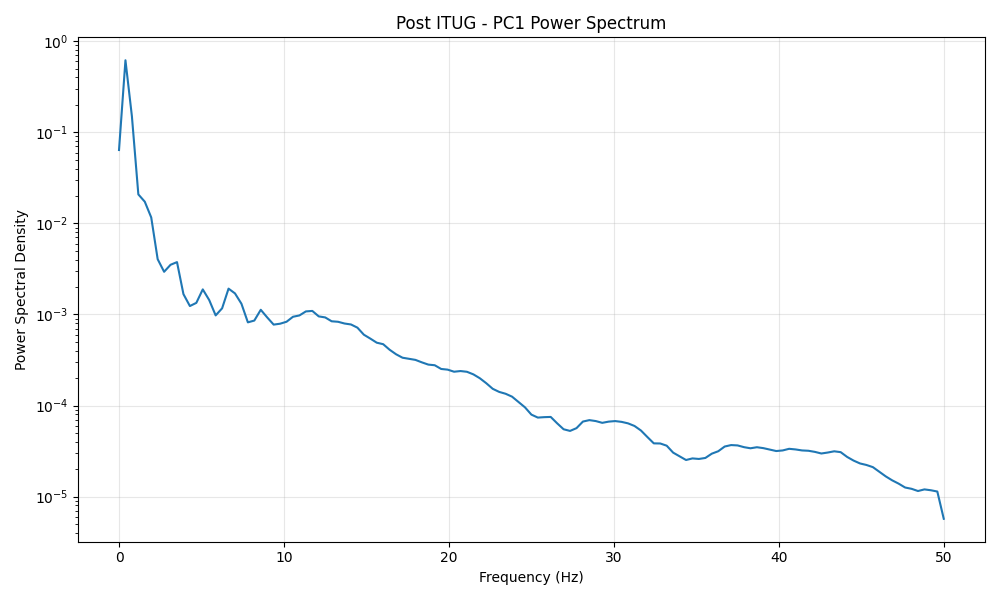 Post ITUG - PC1 Power Spectrum
Power Spectral Density
10⁰
10⁻¹
10⁻²
10⁻³
10⁻⁴
10⁻⁵
0 10 20 30 40 50
Frequency (Hz)